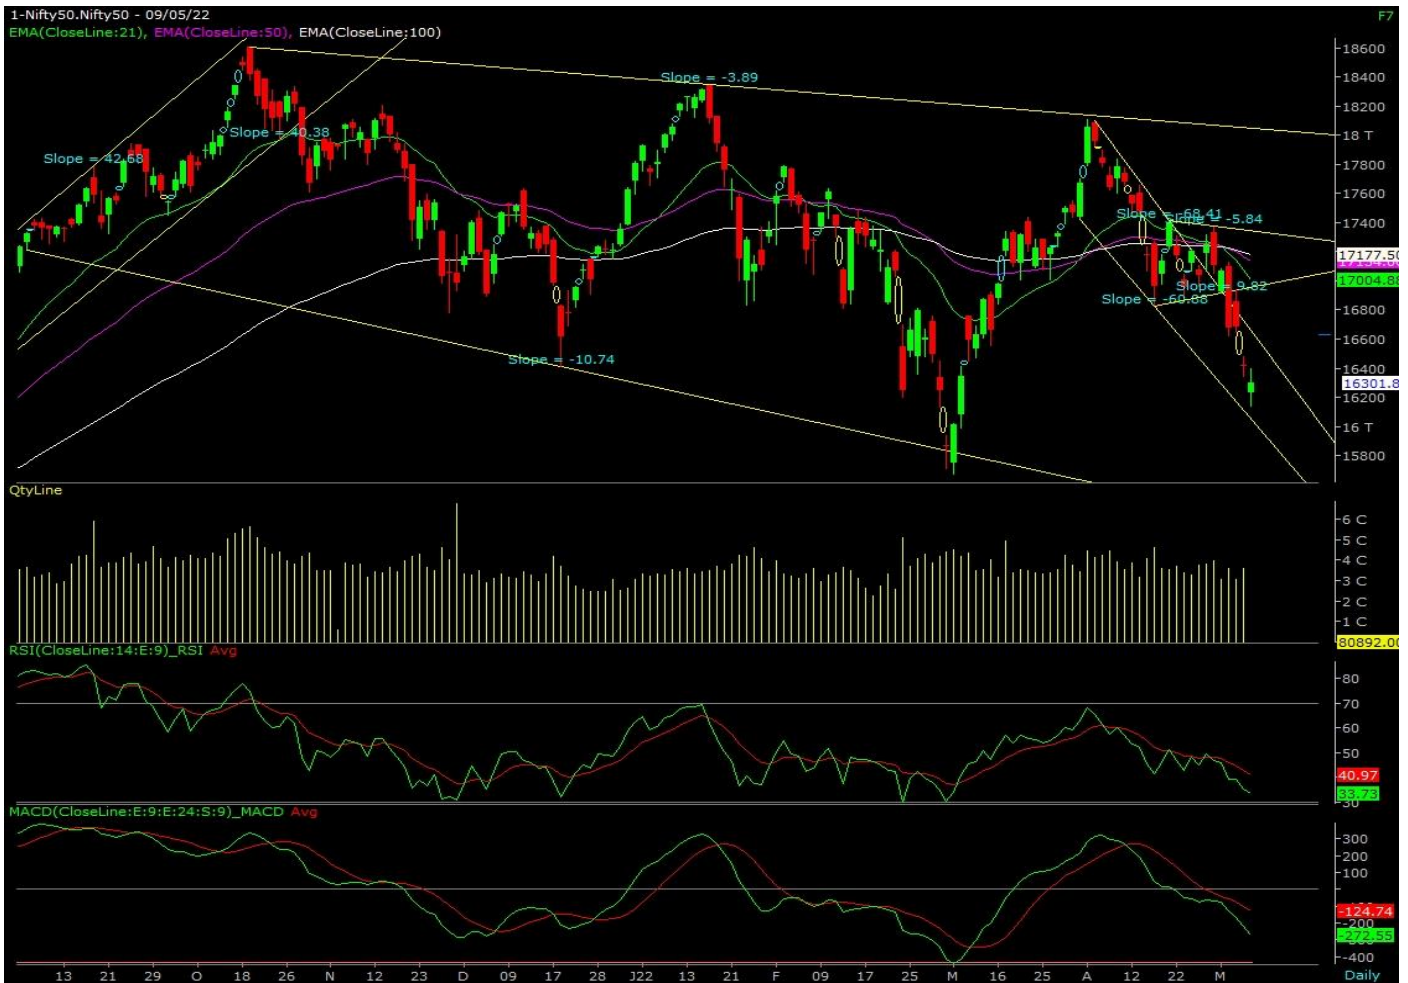 1-Nifty50.Nifty50 - 09/05/22
F7
EMA(CloseLine:21), EMA(CloseLine:50), EMA(CloseLine:100)
18600
18400
18200
18 T
17800
17600
17400
17177.50
17004.88
16800
16600
16400
16301.8
16200
16 T
15800
Slope = -3.89
Slope = 40.38
Slope = 42.68
Slope = -68.41
Slope = -5.84
Slope = 9.82
Slope = -60.88
Slope = -10.74
QtyLine
6 C
5 C
4 C
3 C
2 C
1 C
80892.00
RSI(CloseLine:14:E:9)_RSI Avg
80
70
60
50
40.97
33.73
30
MACD(CloseLine:E:9:E:24:S:9)_MACD Avg
300
200
100
-124.74
-200
-272.55
-400
13 21 29 O 18 26 N 12 23 D 09 17 28 J22 13 21 F 09 17 25 M 16 25 A 12 22 M Daily